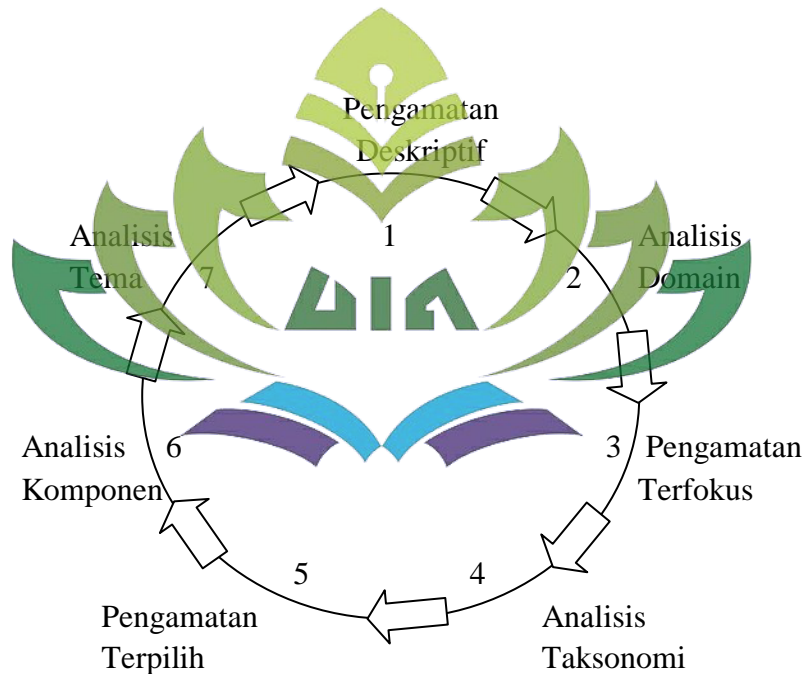 Pengamatan
Deskriptif
1
Analisis
Domain
2
3
Pengamatan
Terfokus
4
Analisis
Taksonomi
5
Pengamatan
Terpilih
6
Analisis
Komponen
7
Analisis
Tema
UIN